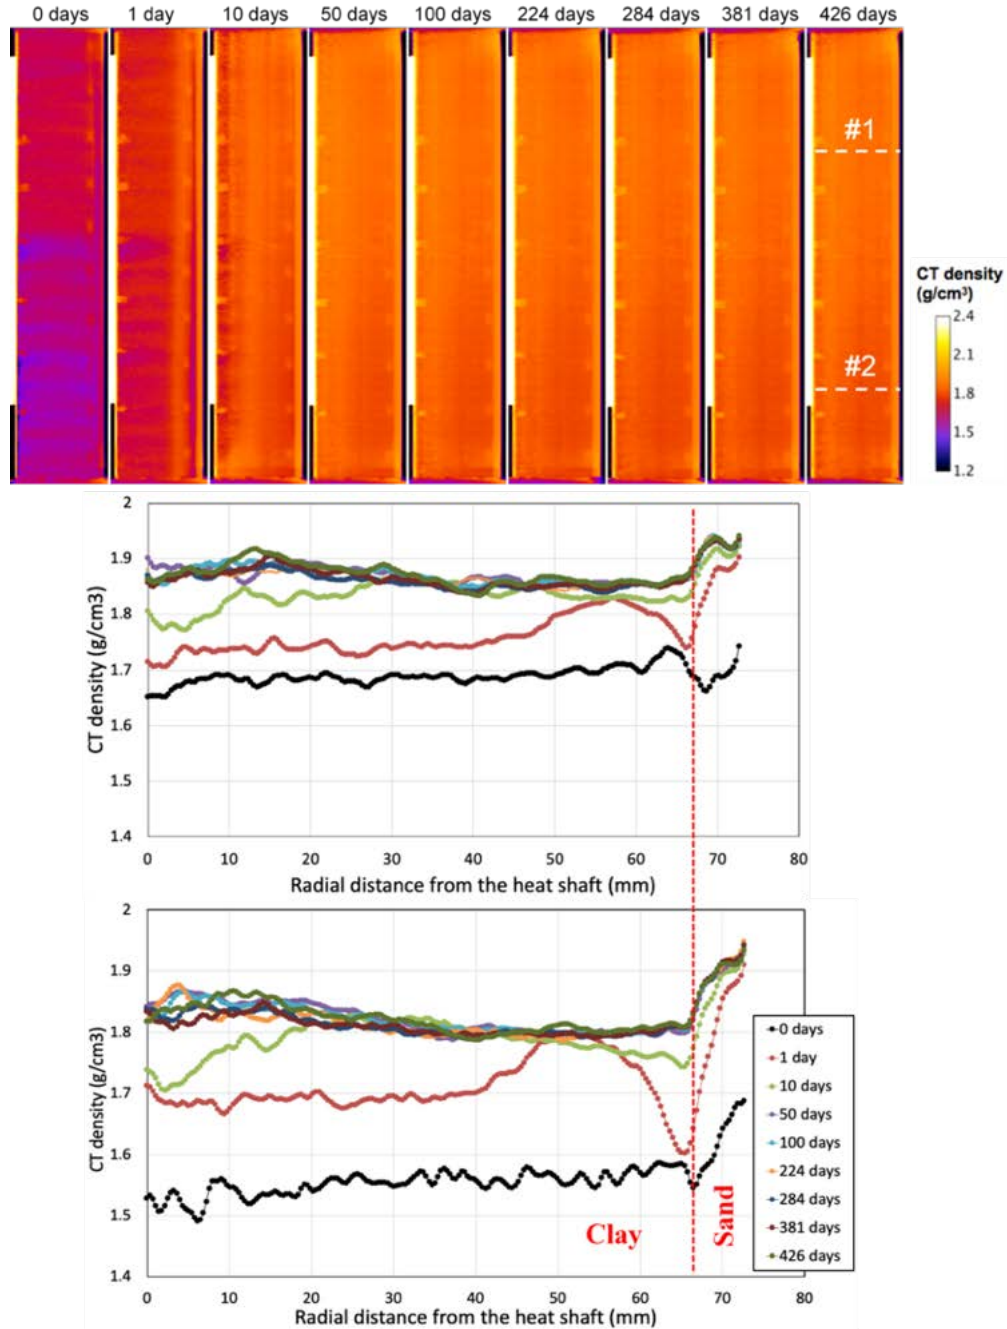 0 days 1 day 10 days 50 days 100 days 224 days 284 days 381 days 426 days
#1
#2
CT density
(g/cm³)
2.4
2.1
1.8
1.5
1.2
2
1.9
1.8
1.7
1.6
1.5
1.4
CT density (g/cm3)
0 10 20 30 40 50 60 70 80
Radial distance from the heat shaft (mm)
2
1.9
1.8
1.7
1.6
1.5
1.4
CT density (g/cm3)
0 10 20 30 40 50 60 70 80
Radial distance from the heat shaft (mm)
Clay
Sand
0 days
1 day
10 days
50 days
100 days
224 days
284 days
381 days
426 days